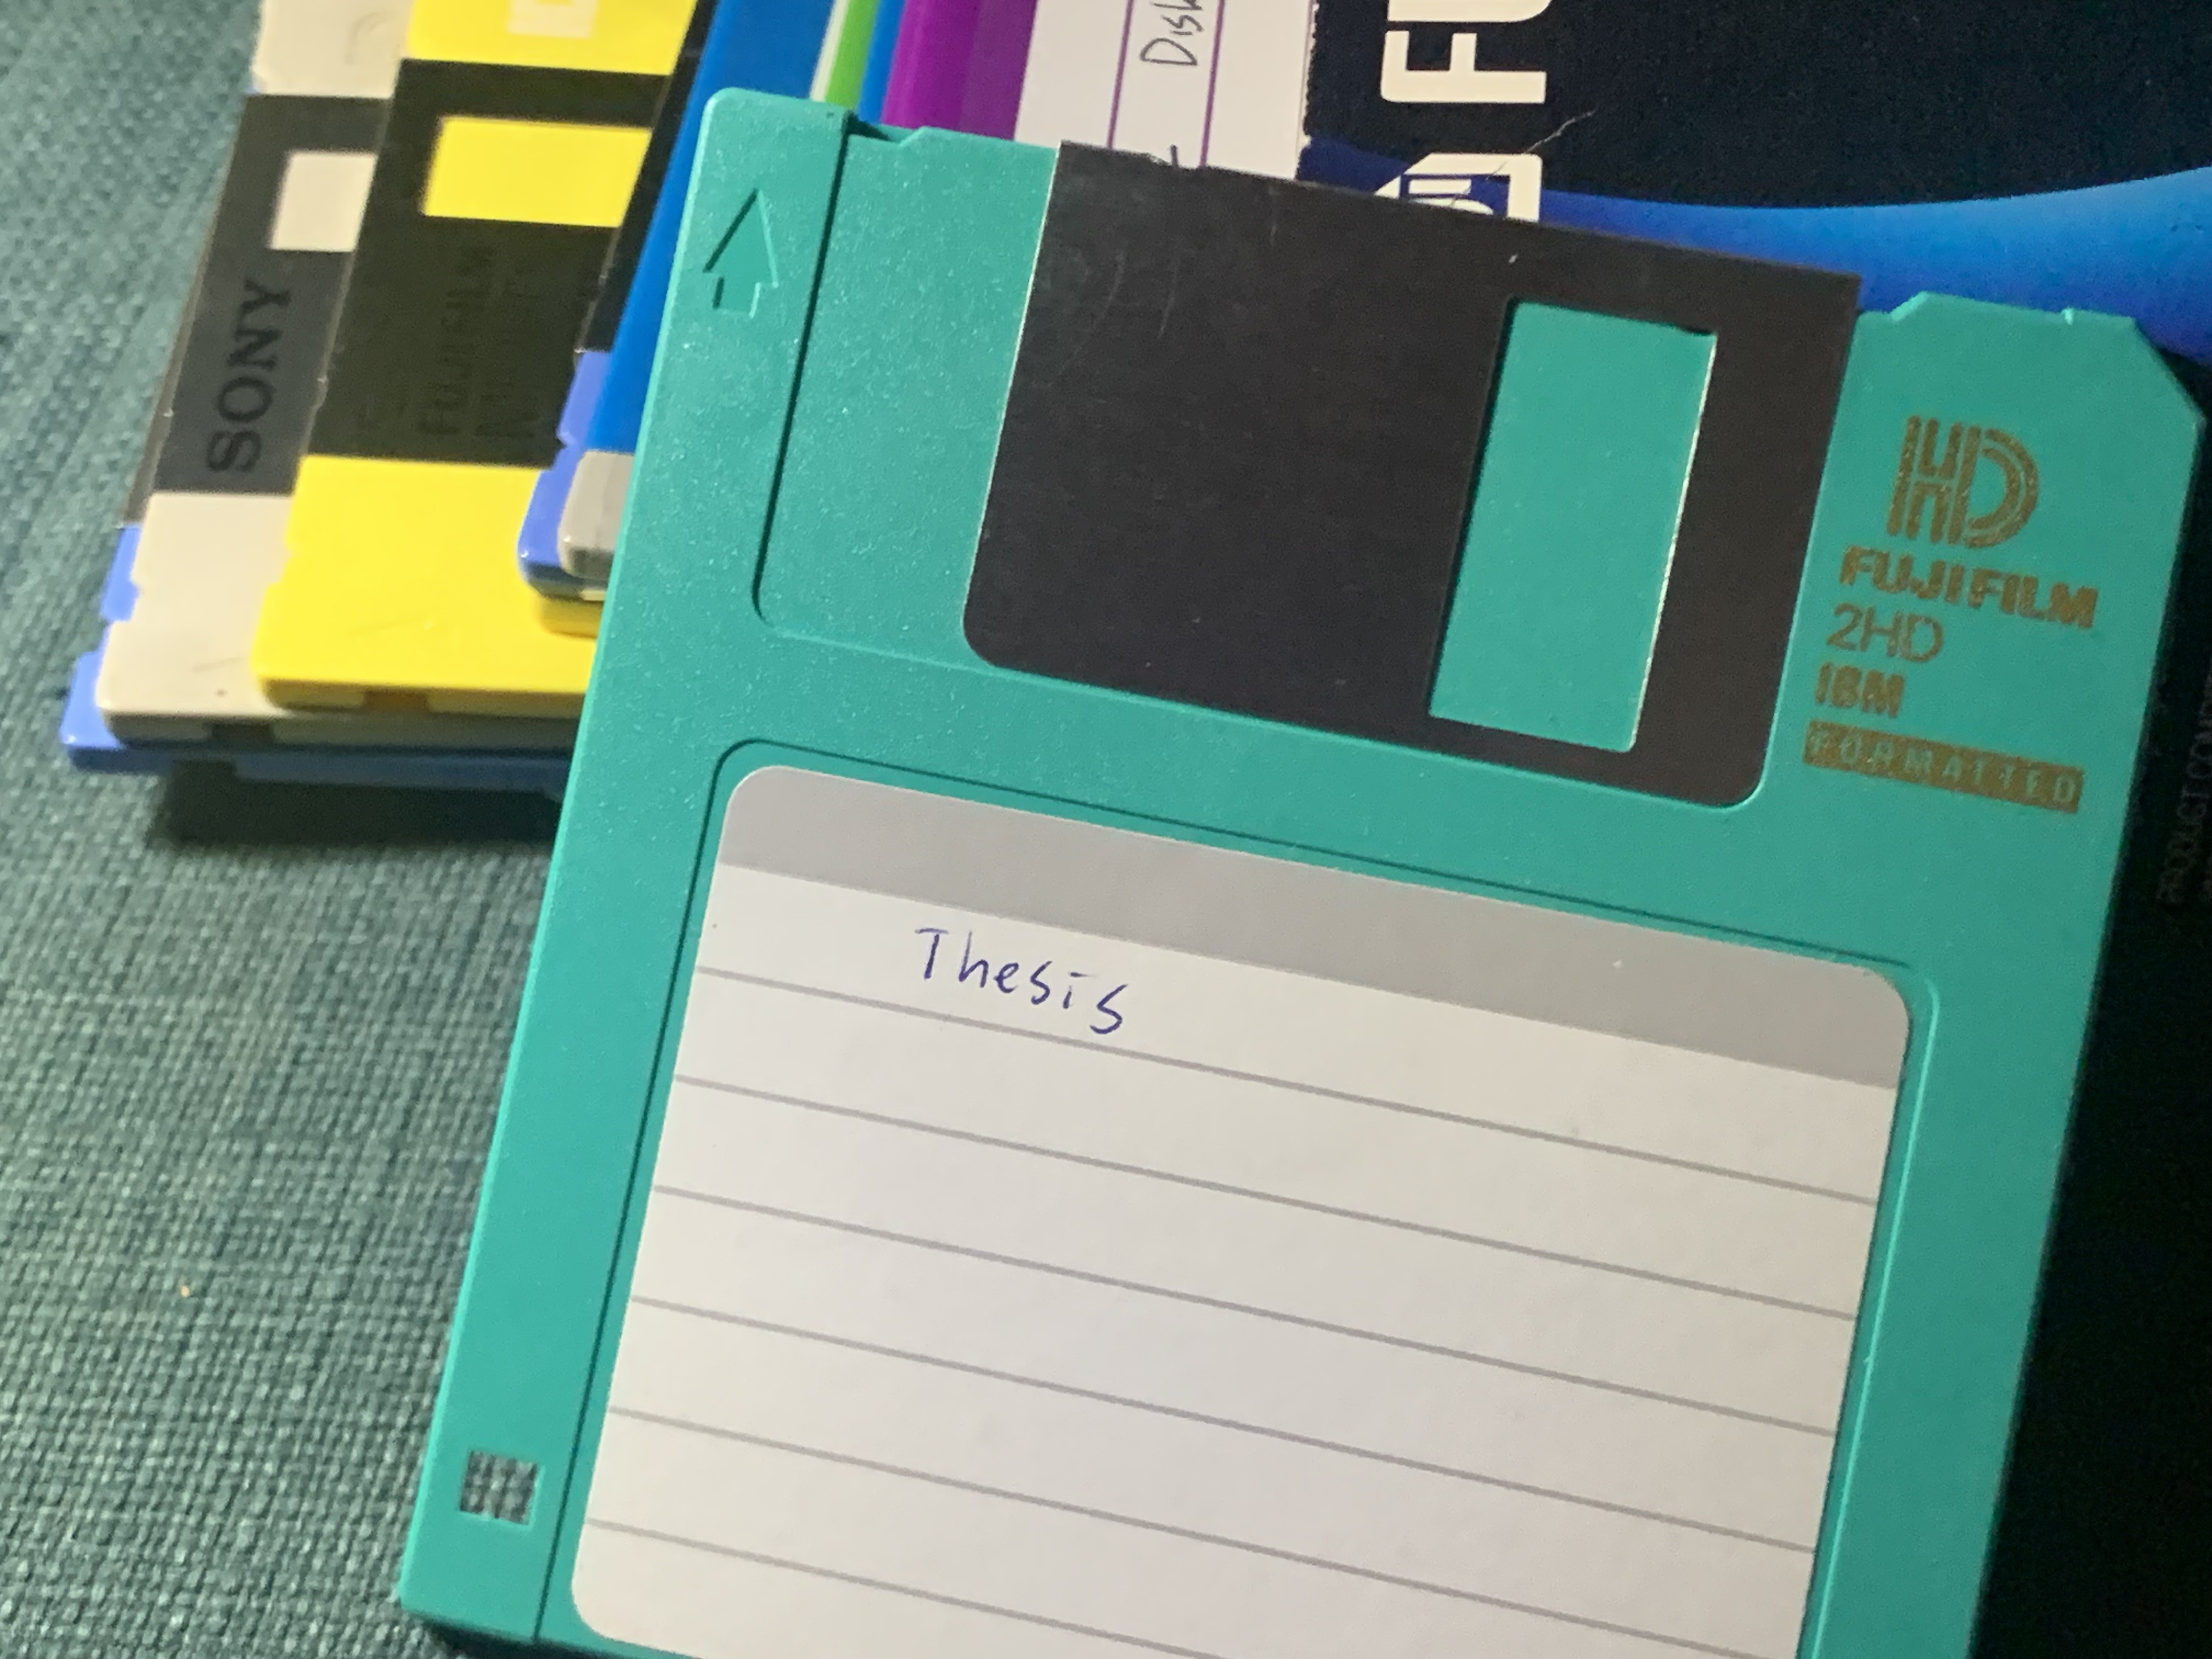 Disk
FU
SONY
FUJIFILM
HD
FUJIFILM
2HD
IBM
FORMATTED
Thesis